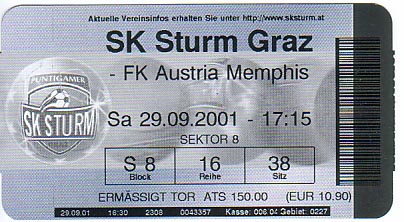 Aktuelle Vereinsinfos erhalten Sie unter http://www.sksturm.at
SK Sturm Graz
- FK Austria Memphis
PUNTIGAMER
SK STURM
GRAZ
Sa 29.09.2001 - 17:15
SEKTOR 8
S 8 16 38
Block Reihe Sitz
ERMÄSSIGT TOR ATS 150.00 (EUR 10.90)
29.09.01 16:30 2308 0043357 Kassa: 006 04 Gebiet: 0227